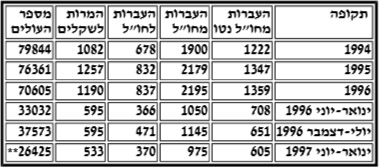 תקופה העברות מחו״ל נטו העברות מחו״ל העברות לחו״ל המרות לשקלים מספר העולים
1994 1222 1900 678 1082 79844
1995 1347 2179 832 1257 76361
1996 1359 2195 837 1190 70605
ינואר-יוני 1996 708 1050 366 595 33032
יולי-דצמבר 1996 651 1145 471 595 37573
ינואר-יוני 1997 605 975 370 533 26425**